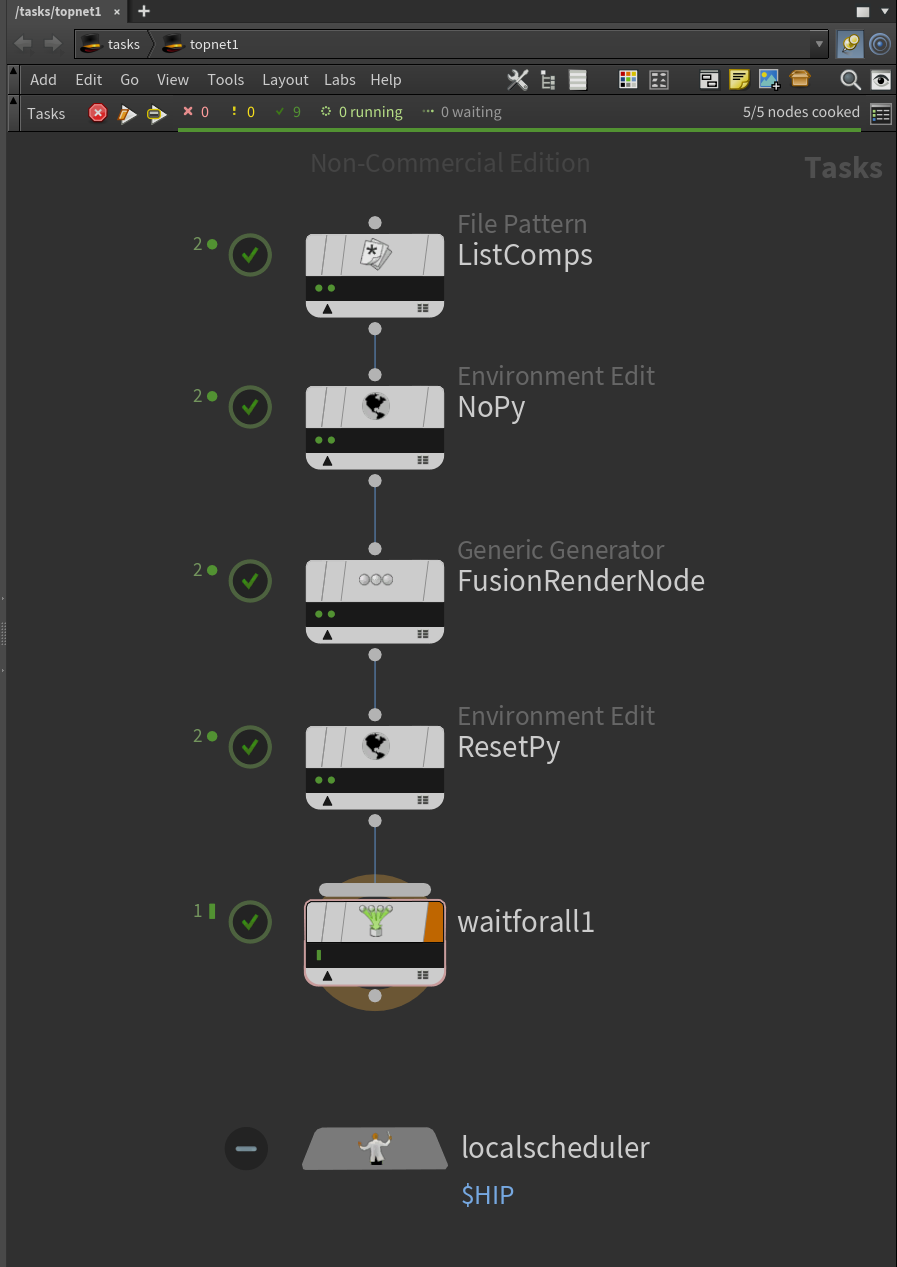 /tasks/topnet1 × +
tasks topnet1
Add Edit Go View Tools Layout Labs Help
Tasks 0 0 9 0 running 0 waiting 5/5 nodes cooked
Non-Commercial Edition
Tasks
File Pattern
2 ListComps
Environment Edit
2 NoPy
Generic Generator
2 FusionRenderNode
Environment Edit
2 ResetPy
1 waitforall1
localscheduler
$HIP